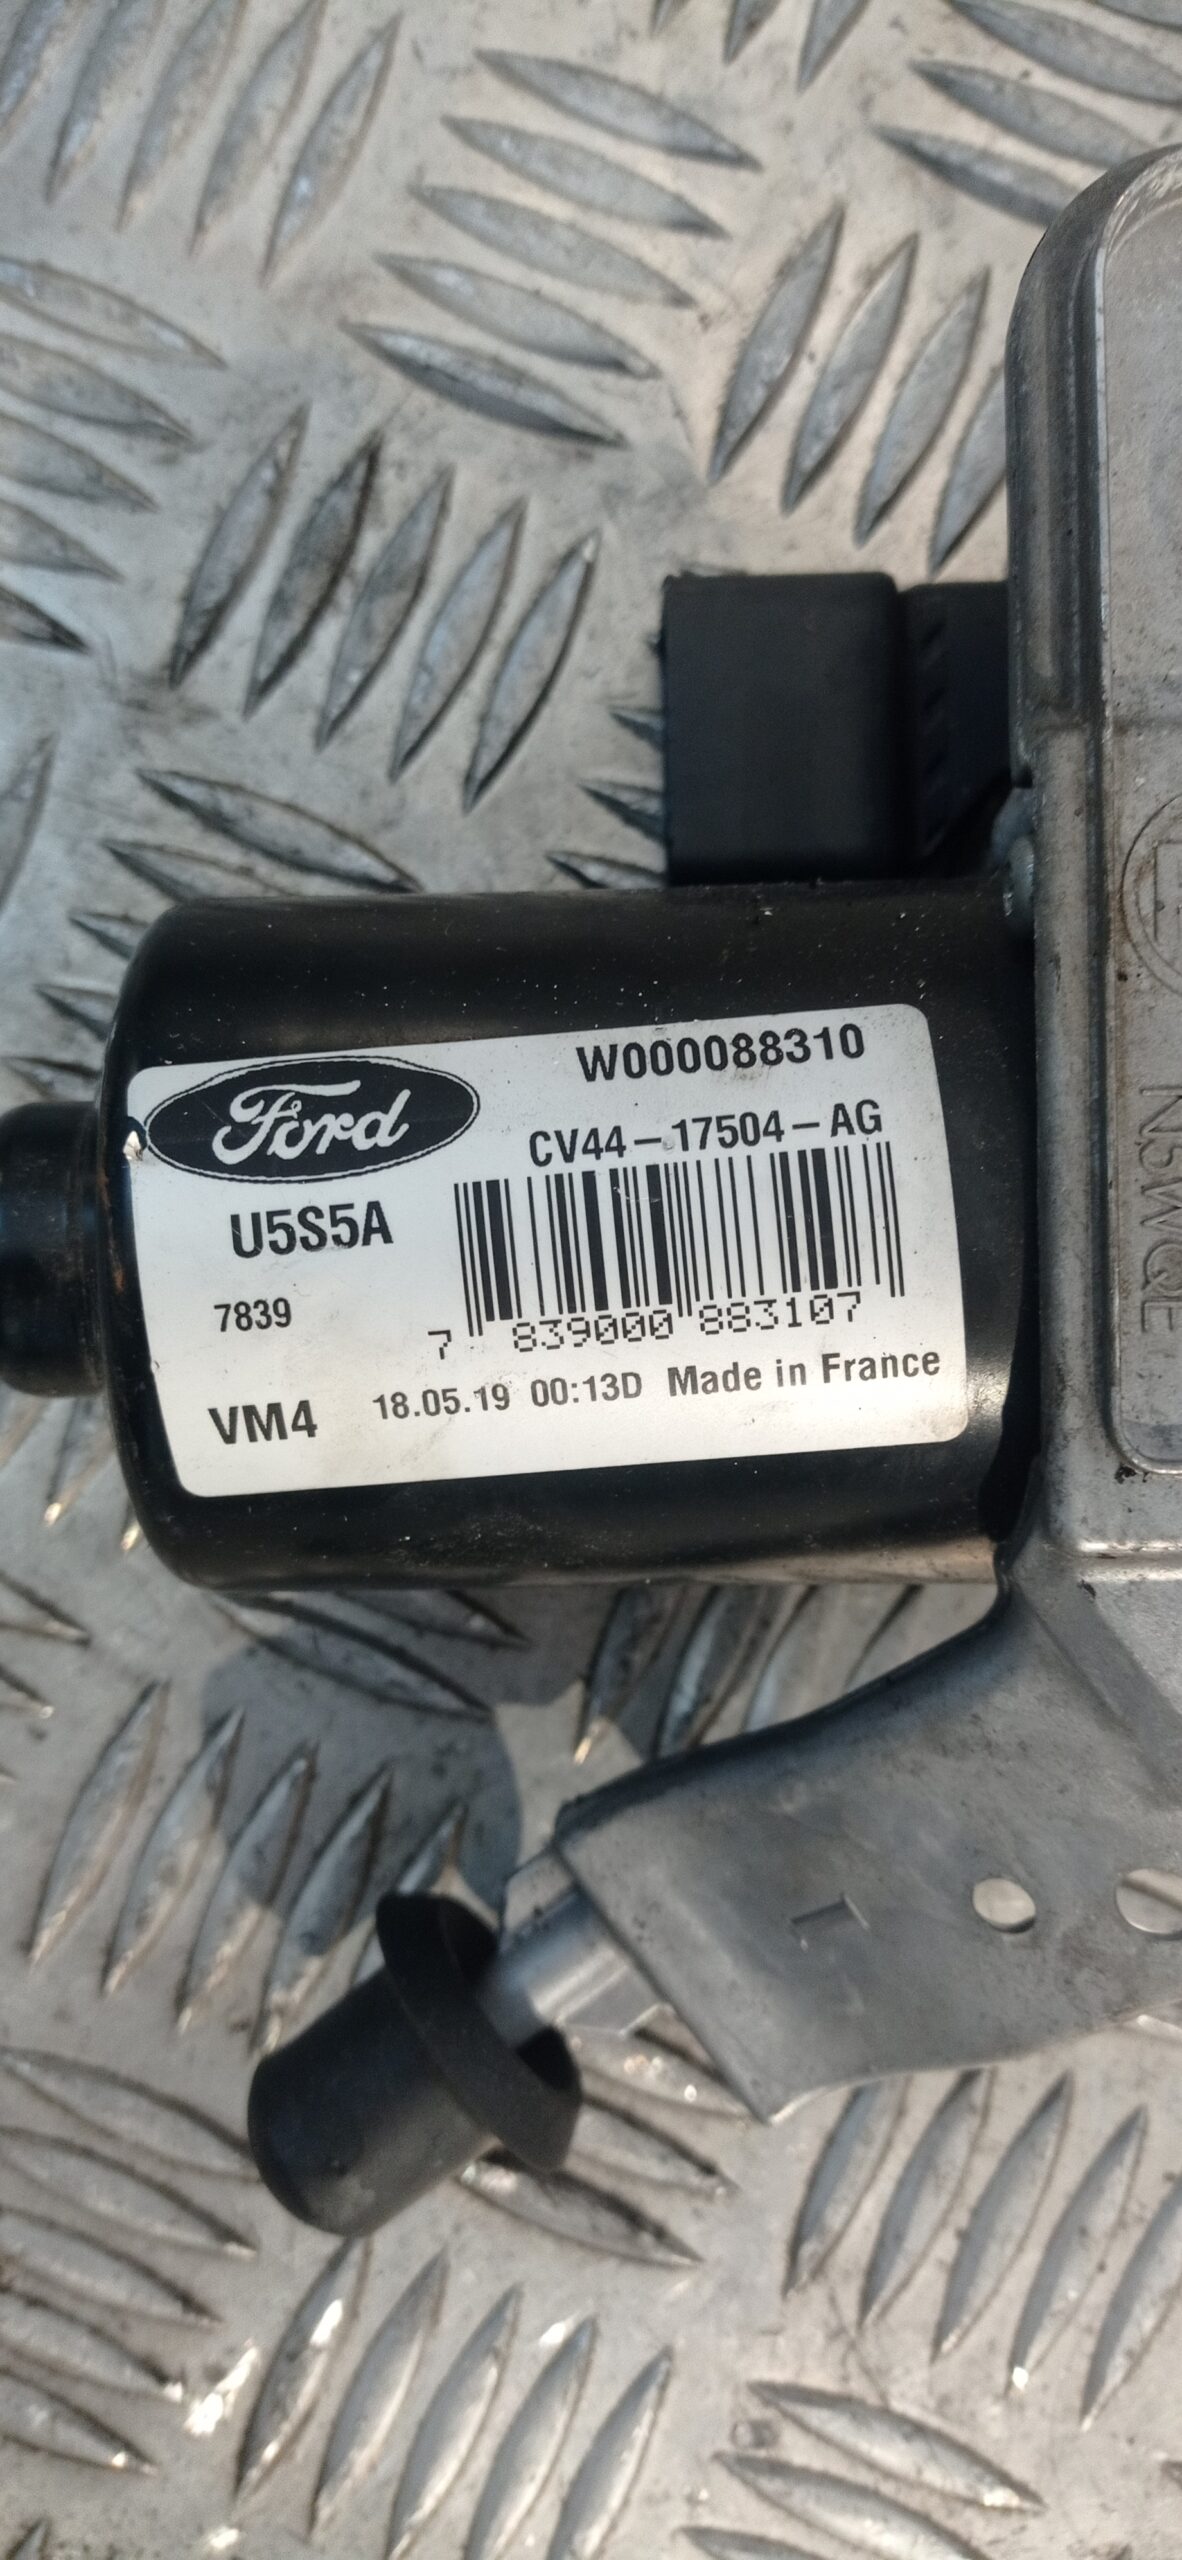 W000088310
Ford
CV44-17504-AG
U5S5A
7839
7 839000 883107
VM4 18.05.19 00:13D Made in France